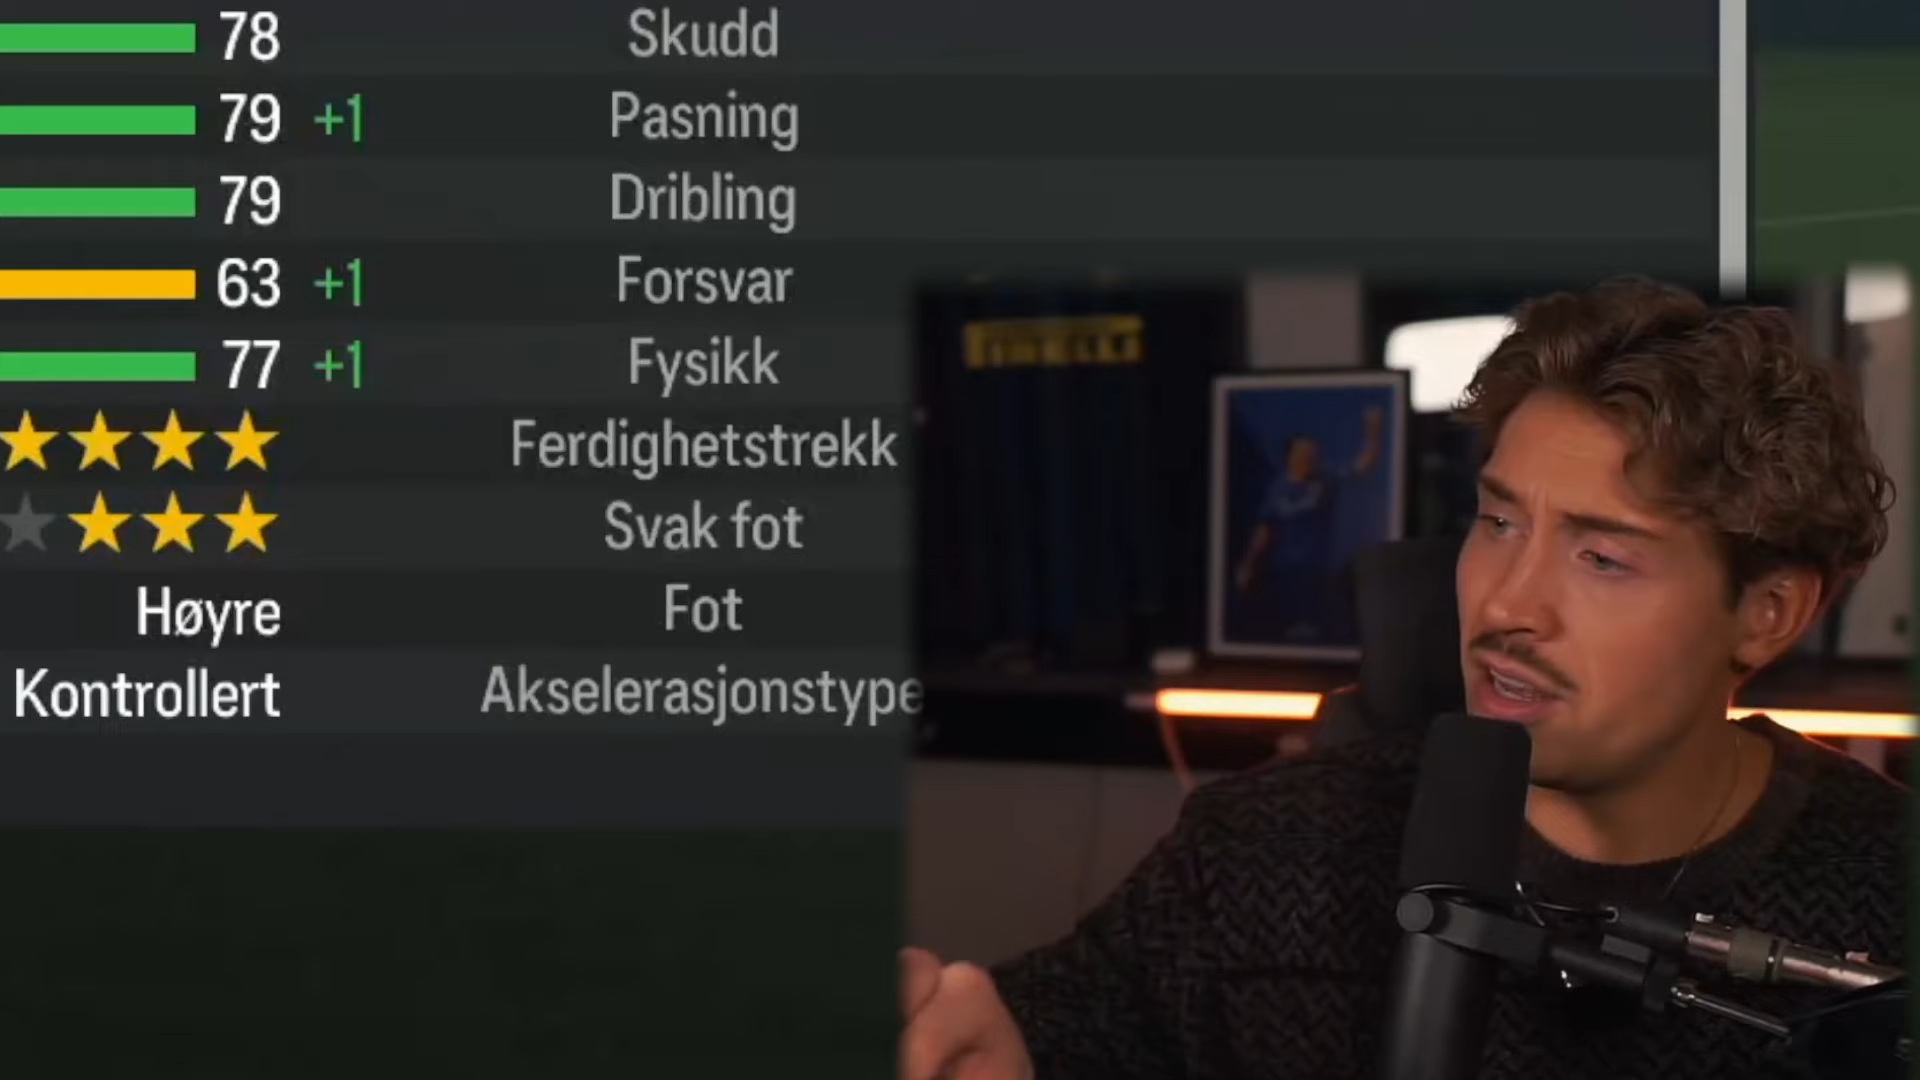 78 Skudd
79 +1 Pasning
79 Dribling
63 +1 Forsvar
77 +1 Fysikk
Ferdighetstrekk
Svak fot
Høyre Fot
Kontrollert Akselerasjonstype
PIRELLI